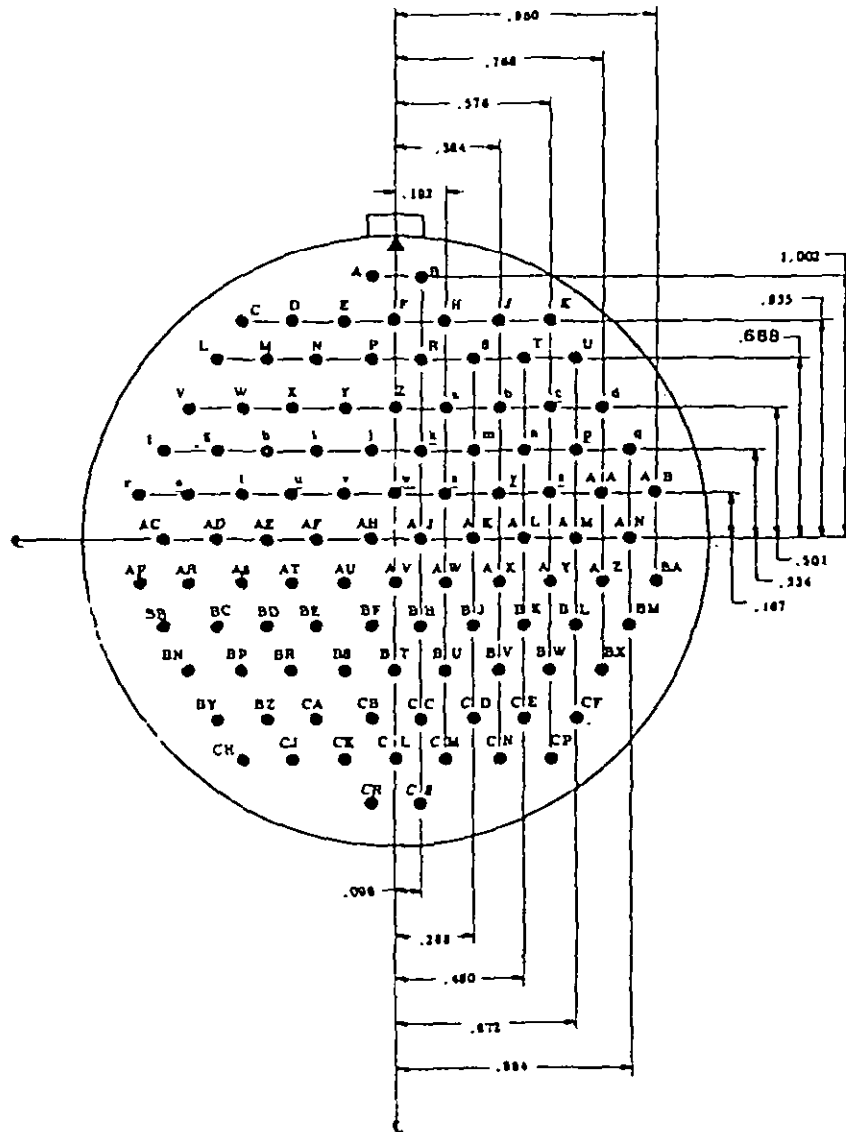 .960
.768
.576
.384
.192
1.002
.835
.688
A B
C D E F H J K
L M N P R S T U
V W X Y Z a b c d
g h i j k m n p q
r s t u v w x y z AA AB
AC AD AE AF AH AJ AK AL AM AN
AP AR AS AT AU AV AW AX AY AZ BA
BB BC BD BE BF BH BJ BK BL BM
BN BP BR BS BT BU BV BW BX
BY BZ CA CB CC CD CE CF
CH CJ CK CL CM CN CP
CR CS
.501
.334
.167
.096
.288
.480
.672
.864